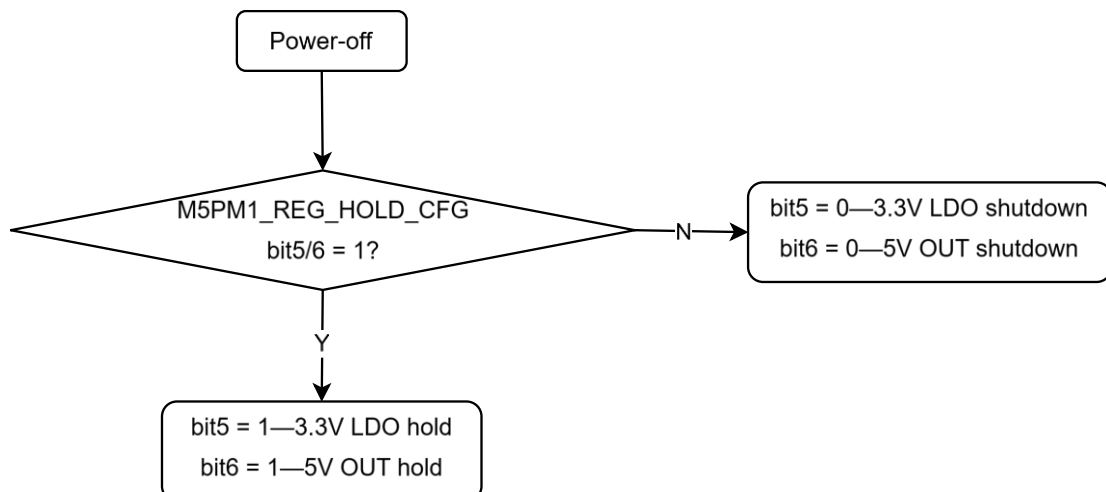 Power-off
M5PM1_REG_HOLD_CFG
bit5/6 = 1?
N
bit5 = 0—3.3V LDO shutdown
bit6 = 0—5V OUT shutdown
Y
bit5 = 1—3.3V LDO hold
bit6 = 1—5V OUT hold